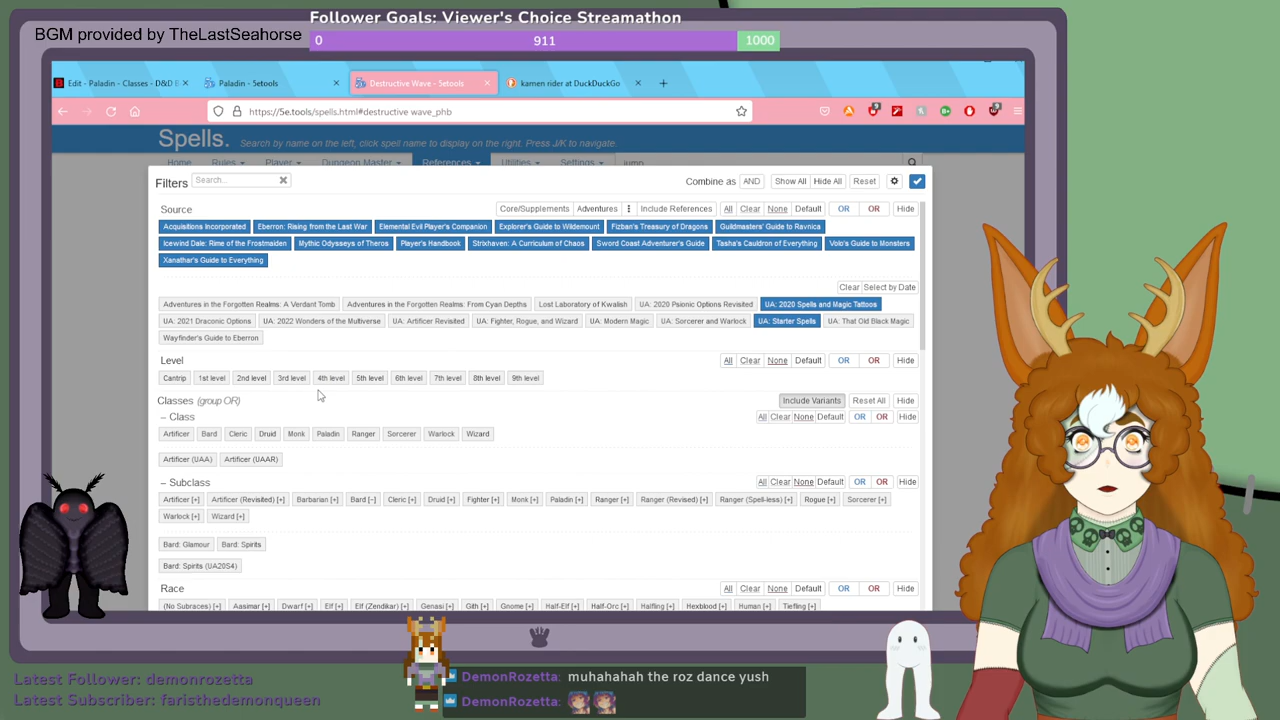 Follower Goals: Viewer's Choice Streamathon
BGM provided by TheLastSeahorse
0 911 1000
Edit - Paladin - Classes - D&D B Paladin - 5etools Destructive Wave - 5etools kamen rider at DuckDuckGo
https://5e.tools/spells.html#destructive wave_phb
Spells. Search by name on the left, click spell name to display on the right. Press J/K to navigate.
Home Rules Player Dungeon Master References Utilities Settings jump
Filters Search... Combine as AND Show All Hide All Reset
Source Core/Supplements Adventures Include References All Clear None Default OR OR Hide
Acquisitions Incorporated Eberron: Rising from the Last War Elemental Evil Player's Companion Explorer's Guide to Wildemount Fizban's Treasury of Dragons Guildmasters' Guide to Ravnica
Icewind Dale: Rime of the Frostmaiden Mythic Odysseys of Theros Player's Handbook Strixhaven: A Curriculum of Chaos Sword Coast Adventurer's Guide Tasha's Cauldron of Everything Volo's Guide to Monsters
Xanathar's Guide to Everything
Clear Select by Date
Adventures in the Forgotten Realms: A Verdant Tomb Adventures in the Forgotten Realms: From Cyan Depths Lost Laboratory of Kwalish UA: 2020 Psionic Options Revisited UA: 2020 Spells and Magic Tattoos
UA: 2021 Draconic Options UA: 2022 Wonders of the Multiverse UA: Artificer Revisited UA: Fighter, Rogue, and Wizard UA: Modern Magic UA: Sorcerer and Warlock UA: Starter Spells UA: That Old Black Magic
Wayfinder's Guide to Eberron
Level All Clear None Default OR OR Hide
Cantrip 1st level 2nd level 3rd level 4th level 5th level 6th level 7th level 8th level 9th level
Classes (group OR) Include Variants Reset All Hide
– Class All Clear None Default OR OR Hide
Artificer Bard Cleric Druid Monk Paladin Ranger Sorcerer Warlock Wizard
Artificer (UAA) Artificer (UAAR)
– Subclass All Clear None Default OR OR Hide
Artificer [+] Artificer (Revisited) [+] Barbarian [+] Bard [–] Cleric [+] Druid [+] Fighter [+] Monk [+] Paladin [+] Ranger [+] Ranger (Revised) [+] Ranger (Spell-less) [+] Rogue [+] Sorcerer [+]
Warlock [+] Wizard [+]
Bard: Glamour Bard: Spirits
Bard: Spirits (UA20S4)
Race All Clear None Default OR OR Hide
(No Subraces) [+] Aasimar [+] Dwarf [+] Elf [+] Elf (Zendikar) [+] Genasi [+] Gith [+] Gnome [+] Half-Elf [+] Half-Orc [+] Halfling [+] Hexblood [+] Human [+] Tiefling [+]
Latest Follower: demonrozetta
Latest Subscriber: faristhedemonqueen
DemonRozetta: muhahahah the roz dance yush
DemonRozetta: